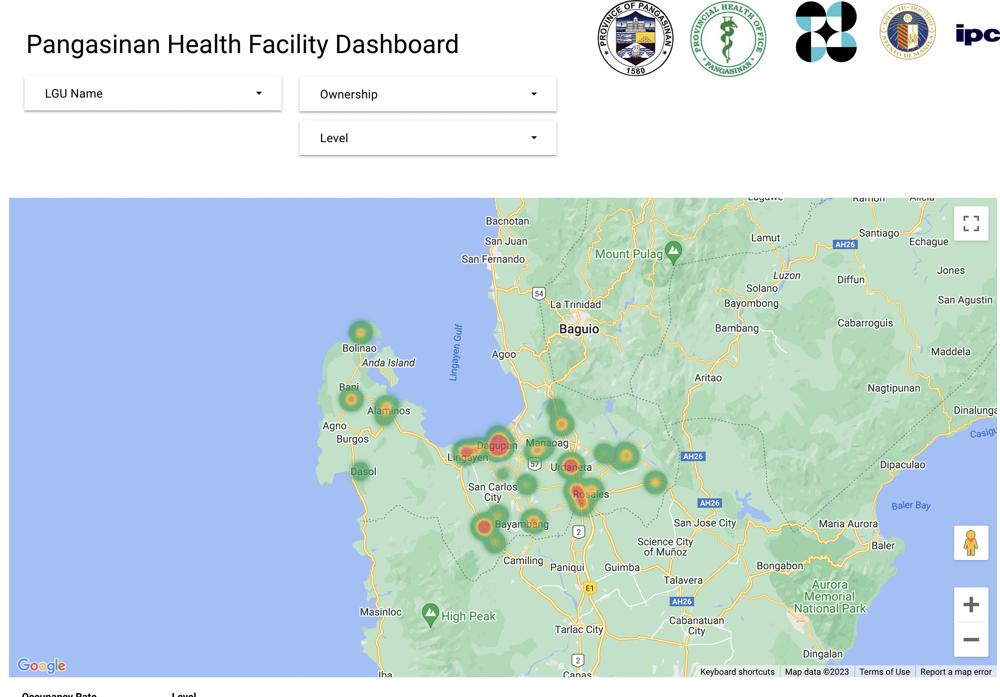 PROVINCE OF PANGASINAN
1580
PROVINCIAL HEALTH OFFICE
* PANGASINAN *
LUX~IN~DOMINO
ATENEO DE MANILA
ipc
Pangasinan Health Facility Dashboard
LGU Name
Ownership
Level
Lagawe
Ramon
Alicia
Bacnotan
Santiago
San Juan
Lamut
Echague
AH26
Mount Pulag
San Fernando
Jones
Luzon
Diffun
54
Solano
San Agustin
La Trinidad
Bayombong
Baguio
Bambang
Cabarroguis
Bolinao
Lingayen Gulf
Agoo
Maddela
Anda Island
Aritao
Bani
Nagtipunan
Alaminos
Dinalunga
Agno
Casigu
Burgos
Dagupan
Manaoag
Lingayen
57
Urdaneta
AH26
Dipaculao
Dasol
San Carlos
City
Rosales
AH26
Baler Bay
Bayambang
San Jose City
Maria Aurora
2
Science City
of Muñoz
Baler
Camiling
Paniqui
Guimba
Bongabon
Talavera
E1
Aurora
Memorial
National Park
AH26
Masinloc
High Peak
Cabanatuan
City
Tarlac City
Dingalan
2
Google
Iba
Capas
Keyboard shortcuts
Map data ©2023
Terms of Use
Report a map error
Occupancy Rate
Level